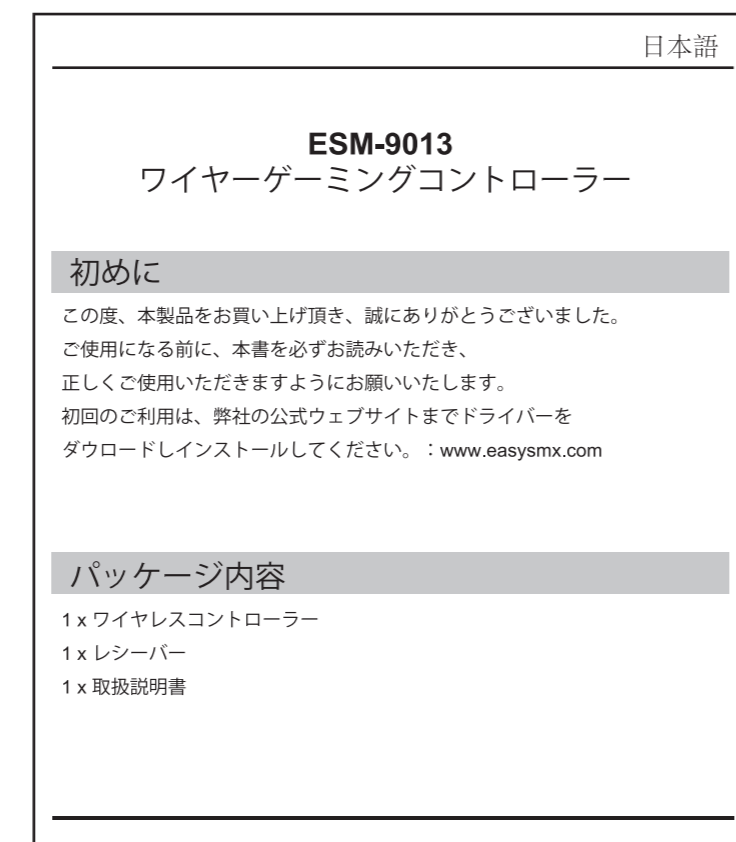 日本語
ESM-9013
ワイヤーゲーミングコントローラー
初めに
この度、本製品をお買い上げ頂き、誠にありがとうございました。
ご使用になる前に、本書を必ずお読みいただき、
正しくご使用いただきますようにお願いいたします。
初回のご利用は、弊社の公式ウェブサイトまでドライバーを
ダウロードしインストールしてください。：www.easysmx.com
パッケージ内容
1 x ワイヤレスコントローラー
1 x レシーバー
1 x 取扱説明書